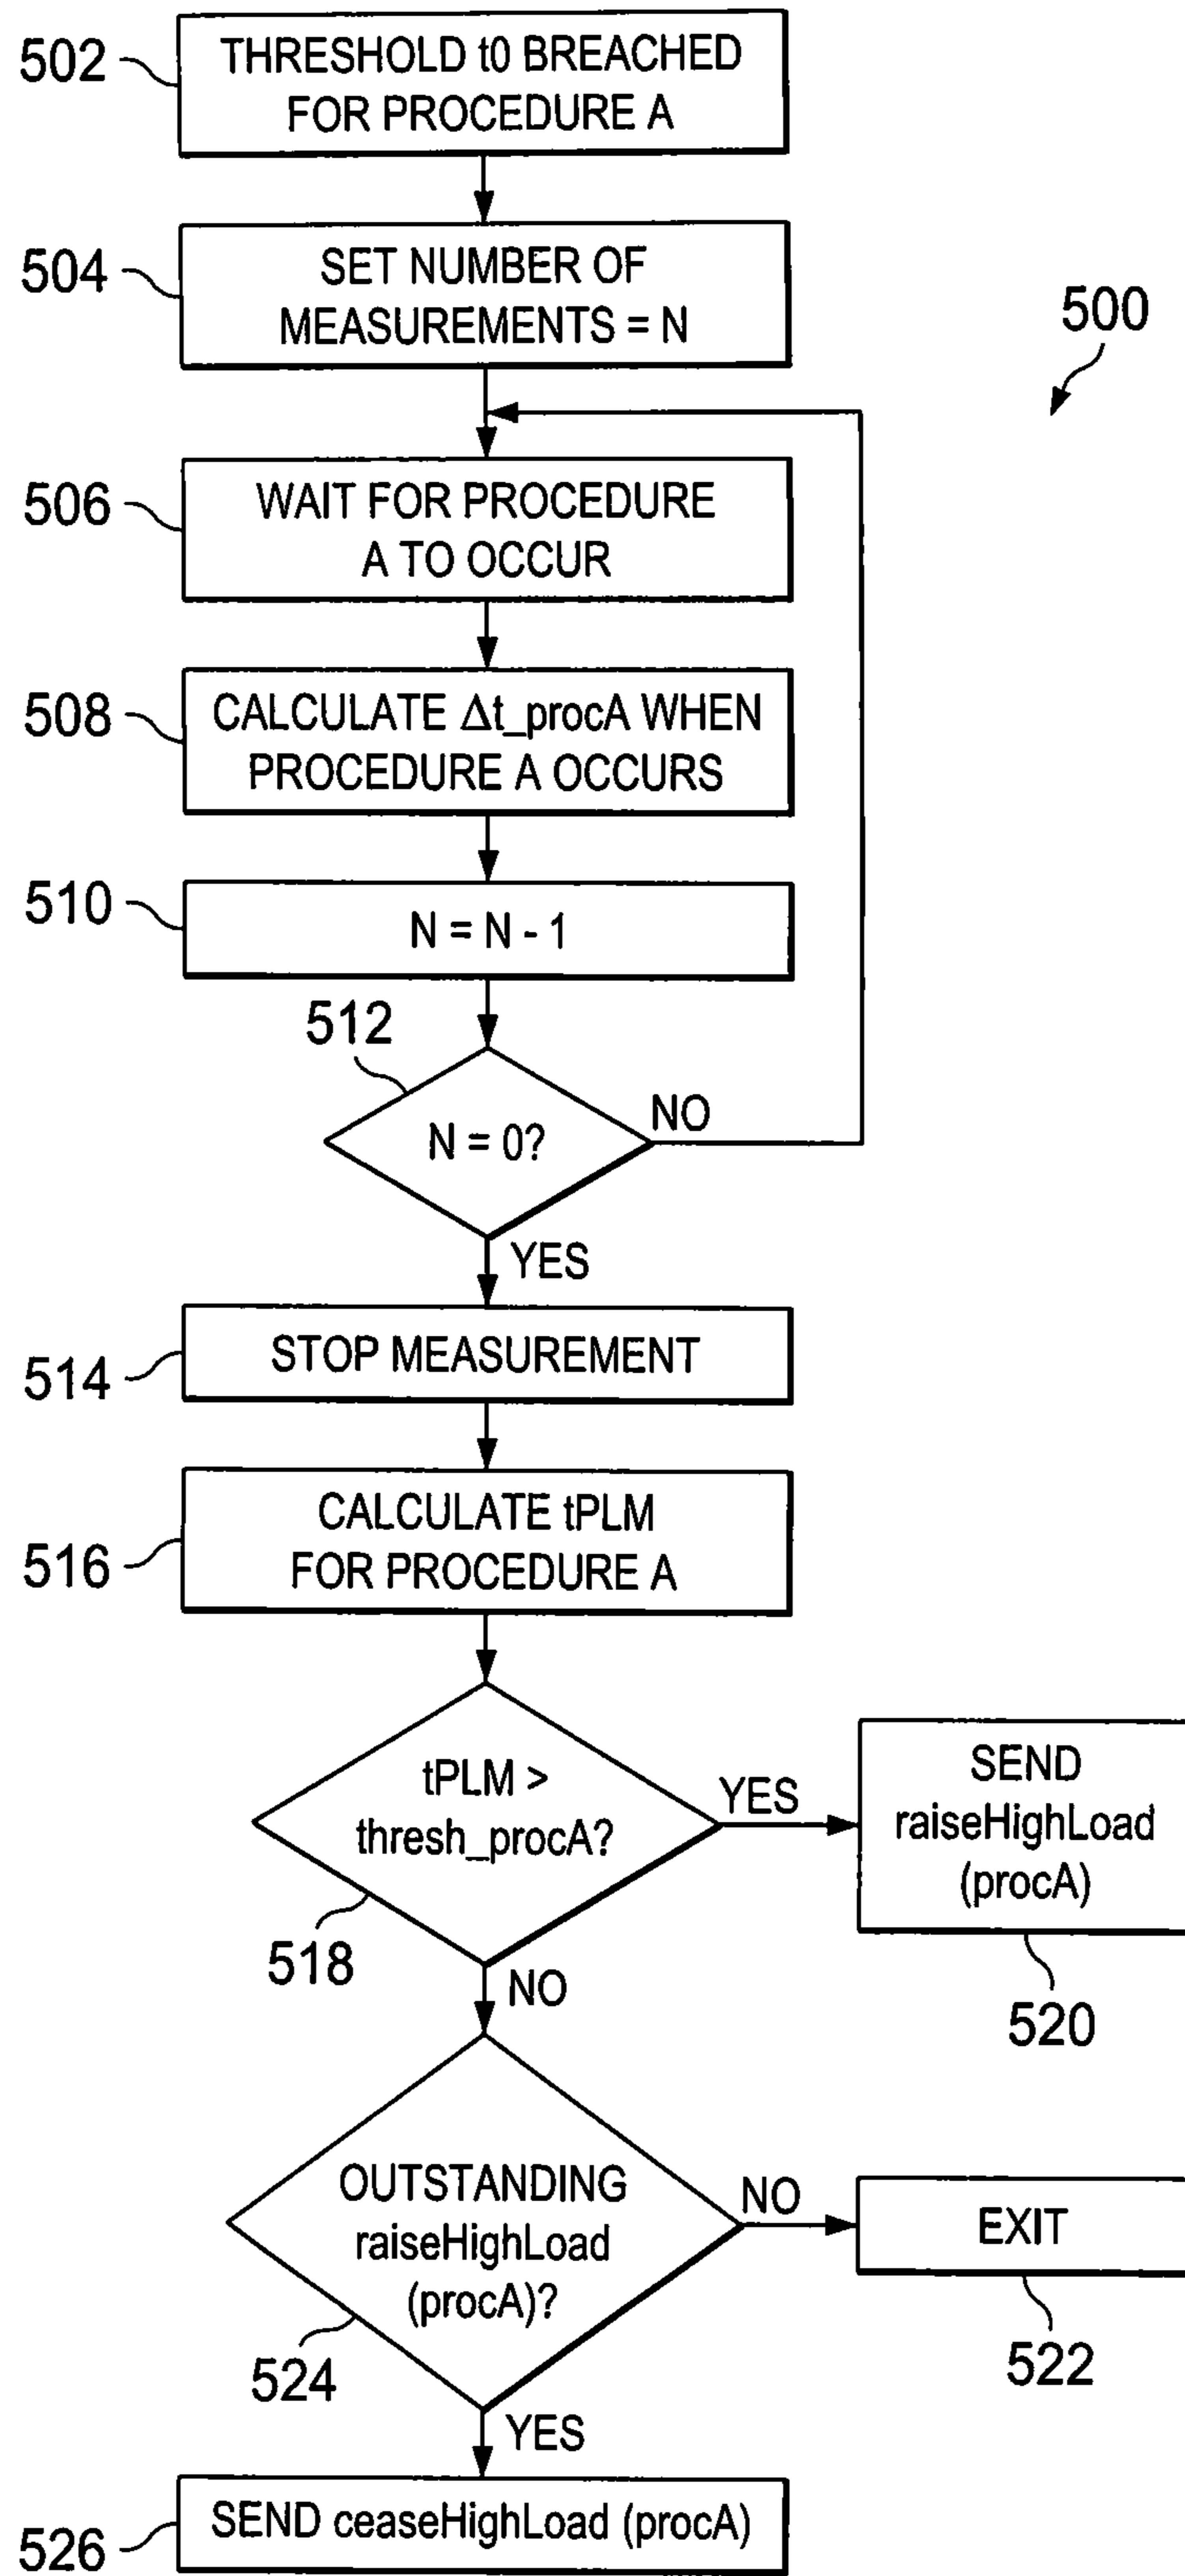 502
THRESHOLD t0 BREACHED
FOR PROCEDURE A
504
SET NUMBER OF
MEASUREMENTS = N
500
506
WAIT FOR PROCEDURE
A TO OCCUR
508
CALCULATE Δt_procA WHEN
PROCEDURE A OCCURS
510
N = N - 1
512
N = 0?
NO
YES
514
STOP MEASUREMENT
516
CALCULATE tPLM
FOR PROCEDURE A
tPLM >
thresh_procA?
YES
518
NO
SEND
raiseHighLoad
(procA)
520
OUTSTANDING
raiseHighLoad
(procA)?
NO
524
YES
EXIT
522
526
SEND ceaseHighLoad (procA)